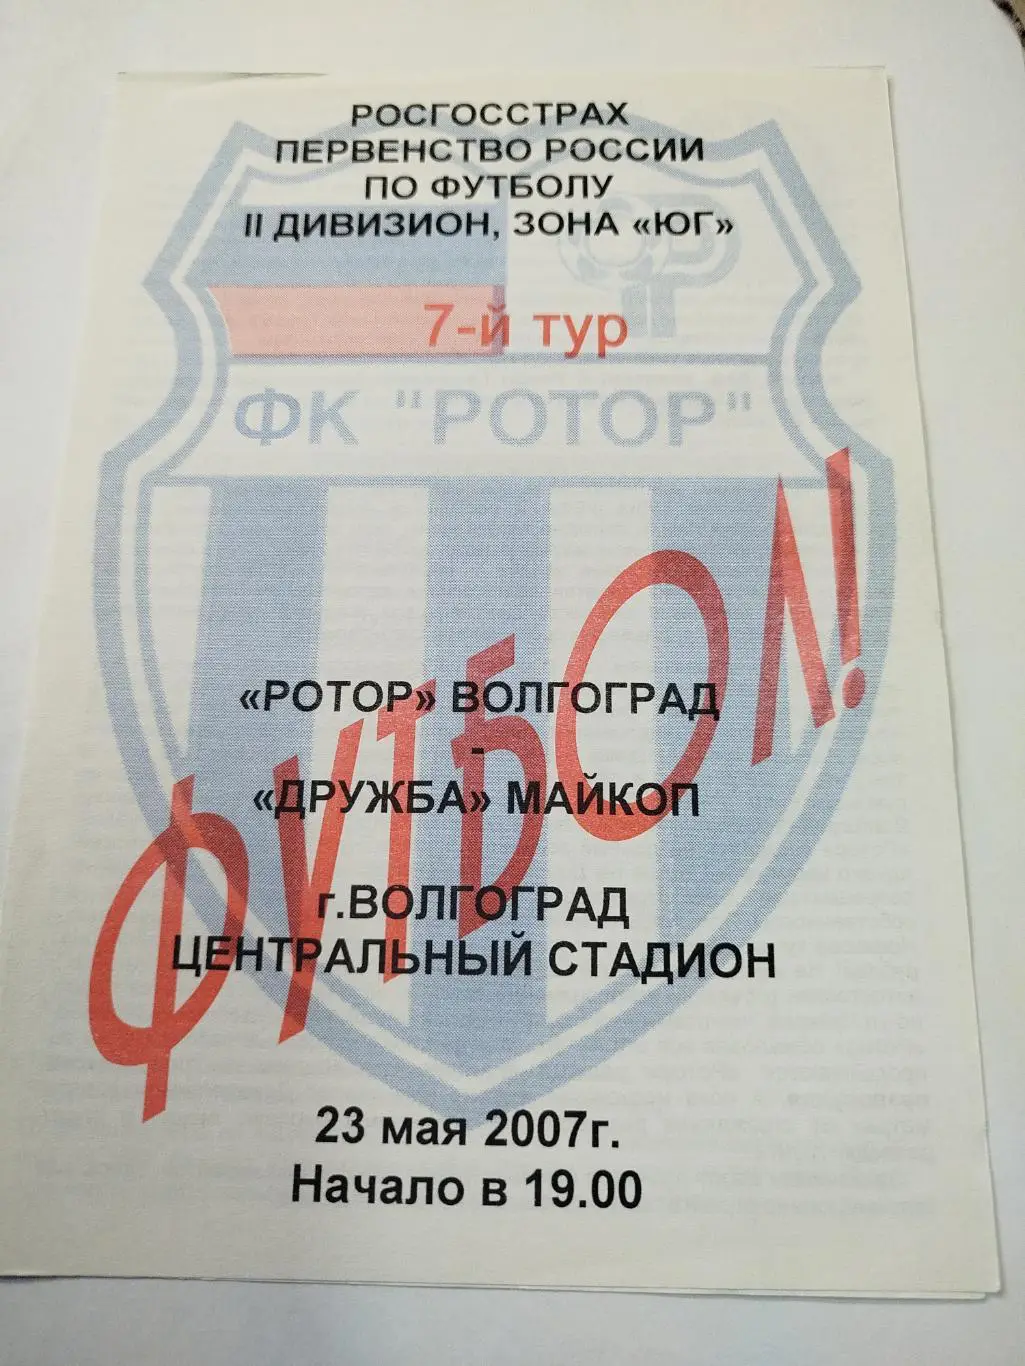 РОСГОССТРАХ
ПЕРВЕНСТВО РОССИИ
ПО ФУТБОЛУ
II ДИВИЗИОН, ЗОНА «ЮГ»
7-й тур
ФК "РОТОР"
ФУТБОЛ!
«РОТОР» ВОЛГОГРАД
-
«ДРУЖБА» МАЙКОП
г.ВОЛГОГРАД
ЦЕНТРАЛЬНЫЙ СТАДИОН
23 мая 2007г.
Начало в 19.00